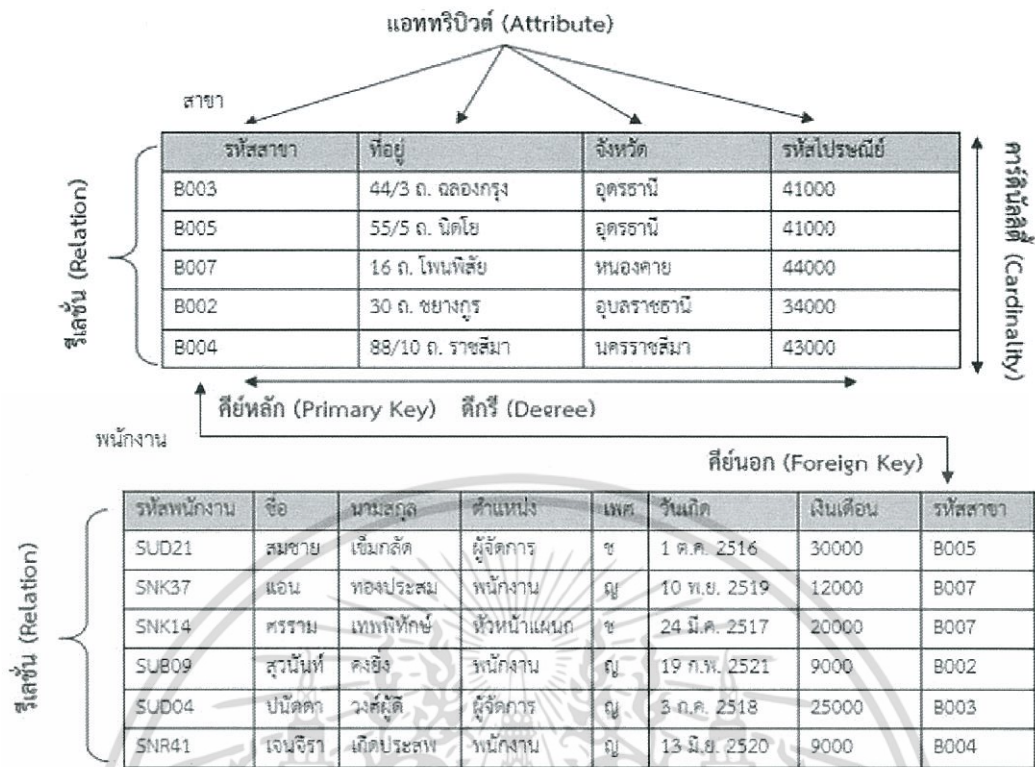 แอททริบิวต์ (Attribute)
สาขา
รหัสสาขา ที่อยู่ จังหวัด รหัสไปรษณีย์
B003 44/3 ถ. ฉลองกรุง อุดรธานี 41000
B005 55/5 ถ. นิตโย อุดรธานี 41000
B007 16 ถ. โพนพิสัย หนองคาย 44000
B002 30 ถ. ชยางกูร อุบลราชธานี 34000
B004 88/10 ถ. ราชสีมา นครราชสีมา 43000
รีเลชั่น (Relation)
คาร์ดินัลลิตี้ (Cardinality)
คีย์หลัก (Primary Key) ดีกรี (Degree)
พนักงาน
คีย์นอก (Foreign Key)
รหัสพนักงาน ชื่อ นามสกุล ตำแหน่ง เพศ วันเกิด เงินเดือน รหัสสาขา
SUD21 สมชาย เข็มกลัด ผู้จัดการ ช 1 ต.ค. 2516 30000 B005
SNK37 แอน ทองประสม พนักงาน ญ 10 พ.ย. 2519 12000 B007
SNK14 ศรราม เทพพิทักษ์ หัวหน้าแผนก ช 24 มี.ค. 2517 20000 B007
SUB09 สุวนันท์ คงยิ่ง พนักงาน ญ 19 ก.พ. 2521 9000 B002
SUD04 ปนัดดา วงศ์ผู้ดี ผู้จัดการ ญ 3 ก.ค. 2518 25000 B003
SNR41 เจนจิรา เกิดประสพ พนักงาน ญ 13 มิ.ย. 2520 9000 B004
รีเลชั่น (Relation)